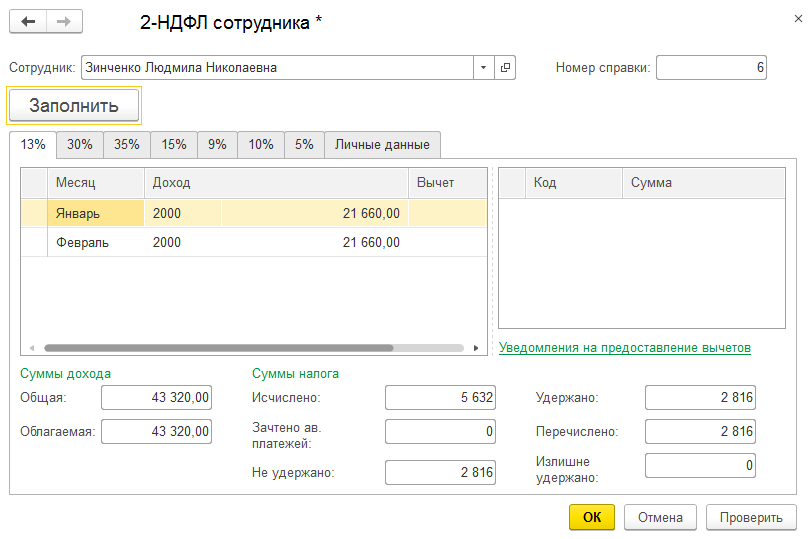 2-НДФЛ сотрудника *
Сотрудник: Зинченко Людмила Николаевна Номер справки: 6
Заполнить
13% 30% 35% 15% 9% 10% 5% Личные данные
Месяц Доход Вычет Код Сумма
Январь 2000 21 660,00
Февраль 2000 21 660,00
Уведомления на предоставление вычетов
Суммы дохода Суммы налога
Общая: 43 320,00 Исчислено: 5 632 Удержано: 2 816
Облагаемая: 43 320,00 Зачтено ав. платежей: 0 Перечислено: 2 816
Не удержано: 2 816 Излишне удержано: 0
ОК Отмена Проверить